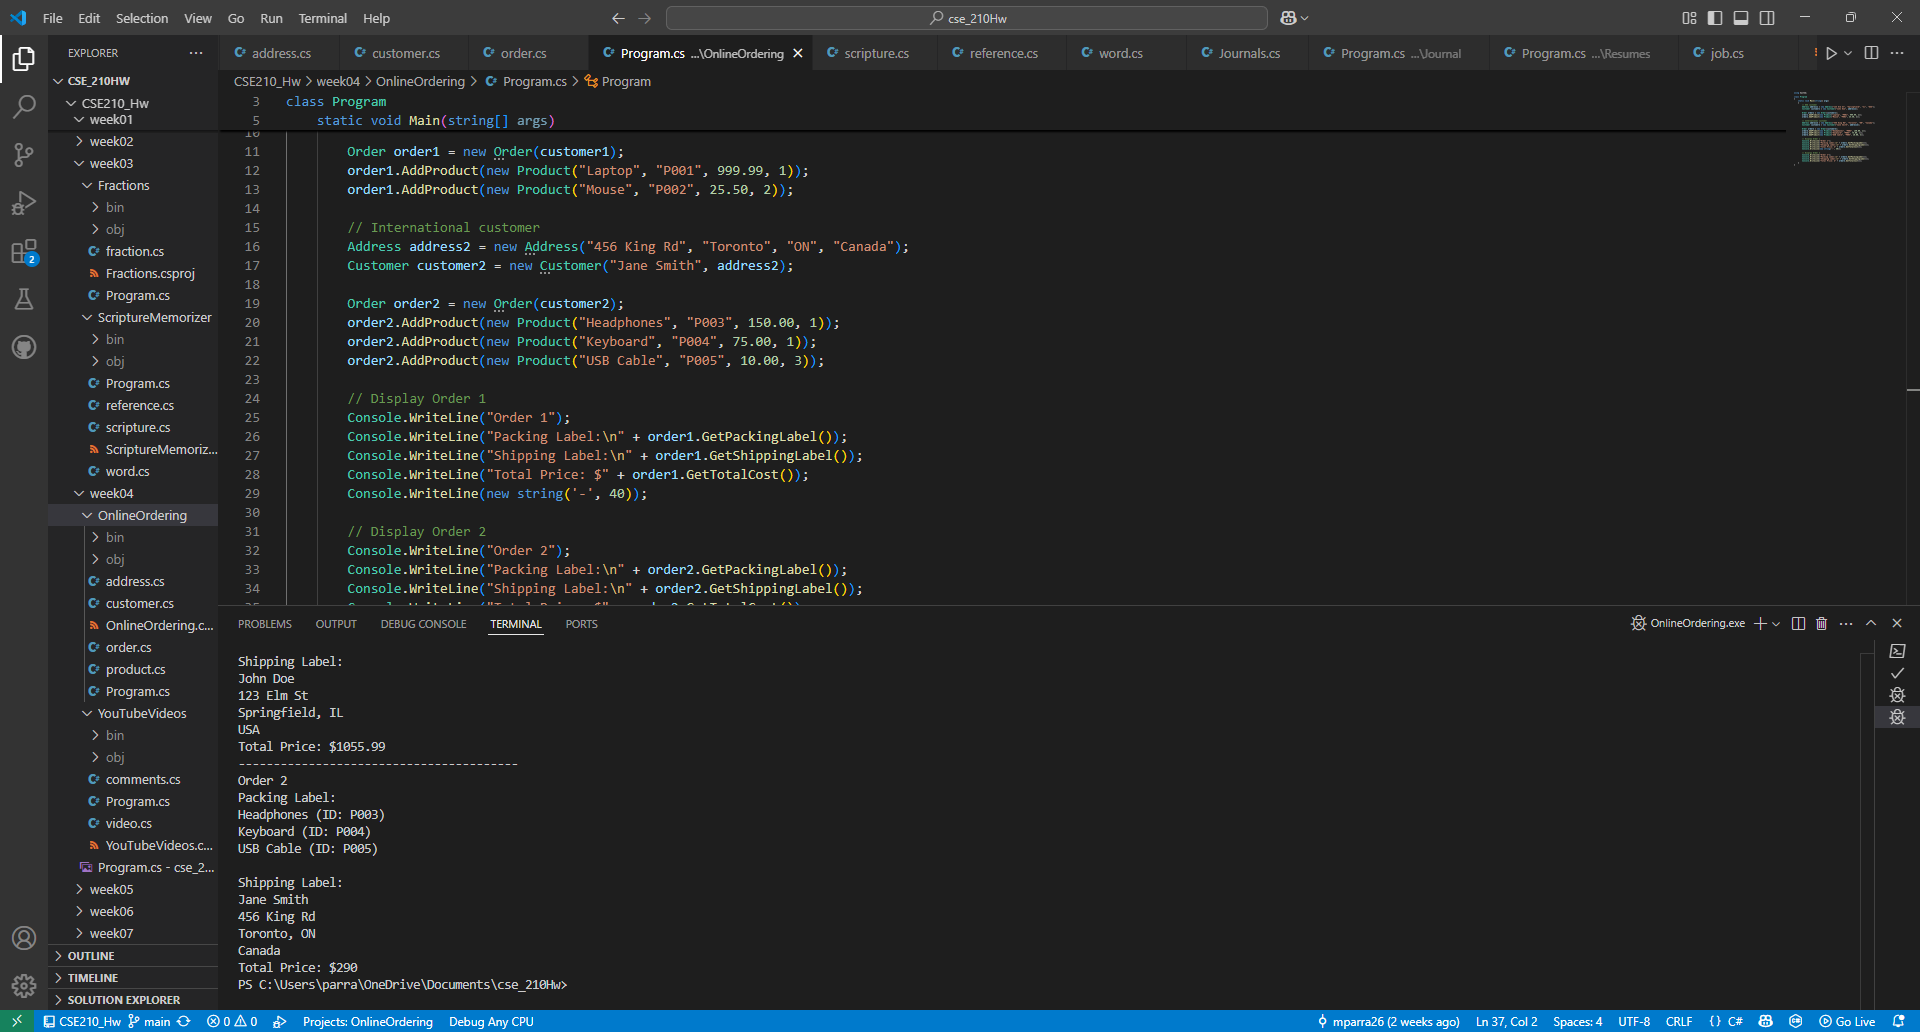 File Edit Selection View Go Run Terminal Help
cse_210Hw
EXPLORER
address.cs
customer.cs
order.cs
Program.cs ...\OnlineOrdering
scripture.cs
reference.cs
word.cs
Journals.cs
Program.cs ...\Journal
Program.cs ...\Resumes
job.cs
CSE210_Hw > week04 > OnlineOrdering > Program.cs > Program
CSE_210HW
CSE210_Hw
week01
week02
week03
Fractions
bin
obj
fraction.cs
Fractions.csproj
Program.cs
ScriptureMemorizer
bin
obj
Program.cs
reference.cs
scripture.cs
ScriptureMemoriz...
word.cs
week04
OnlineOrdering
bin
obj
address.cs
customer.cs
OnlineOrdering.c...
order.cs
product.cs
Program.cs
YouTubeVideos
bin
obj
comments.cs
Program.cs
video.cs
YouTubeVideos.c...
Program.cs - cse_2...
week05
week06
week07
OUTLINE
TIMELINE
SOLUTION EXPLORER
2
3 class Program
5 static void Main(string[] args)
10
11 Order order1 = new Order(customer1);
12 order1.AddProduct(new Product("Laptop", "P001", 999.99, 1));
13 order1.AddProduct(new Product("Mouse", "P002", 25.50, 2));
14
15 // International customer
16 Address address2 = new Address("456 King Rd", "Toronto", "ON", "Canada");
17 Customer customer2 = new Customer("Jane Smith", address2);
18
19 Order order2 = new Order(customer2);
20 order2.AddProduct(new Product("Headphones", "P003", 150.00, 1));
21 order2.AddProduct(new Product("Keyboard", "P004", 75.00, 1));
22 order2.AddProduct(new Product("USB Cable", "P005", 10.00, 3));
23
24 // Display Order 1
25 Console.WriteLine("Order 1");
26 Console.WriteLine("Packing Label:\n" + order1.GetPackingLabel());
27 Console.WriteLine("Shipping Label:\n" + order1.GetShippingLabel());
28 Console.WriteLine("Total Price: $" + order1.GetTotalCost());
29 Console.WriteLine(new string('-', 40));
30
31 // Display Order 2
32 Console.WriteLine("Order 2");
33 Console.WriteLine("Packing Label:\n" + order2.GetPackingLabel());
34 Console.WriteLine("Shipping Label:\n" + order2.GetShippingLabel());
PROBLEMS OUTPUT DEBUG CONSOLE TERMINAL PORTS
OnlineOrdering.exe
Shipping Label:
John Doe
123 Elm St
Springfield, IL
USA
Total Price: $1055.99
----------------------------------------
Order 2
Packing Label:
Headphones (ID: P003)
Keyboard (ID: P004)
USB Cable (ID: P005)
Shipping Label:
Jane Smith
456 King Rd
Toronto, ON
Canada
Total Price: $290
PS C:\Users\parra\OneDrive\Documents\cse_210Hw>
CSE210_Hw main 0 0 Projects: OnlineOrdering Debug Any CPU
mparra26 (2 weeks ago) Ln 37, Col 2 Spaces: 4 UTF-8 CRLF {} C# Go Live